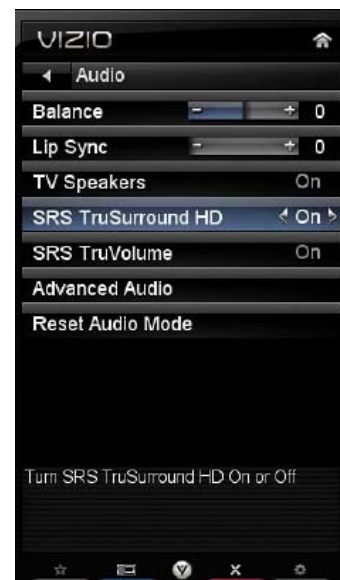 VIZIO
Audio
Balance - + 0
Lip Sync - + 0
TV Speakers On
SRS TruSurround HD On
SRS TruVolume On
Advanced Audio
Reset Audio Mode
Turn SRS TruSurround HD On or Off
V